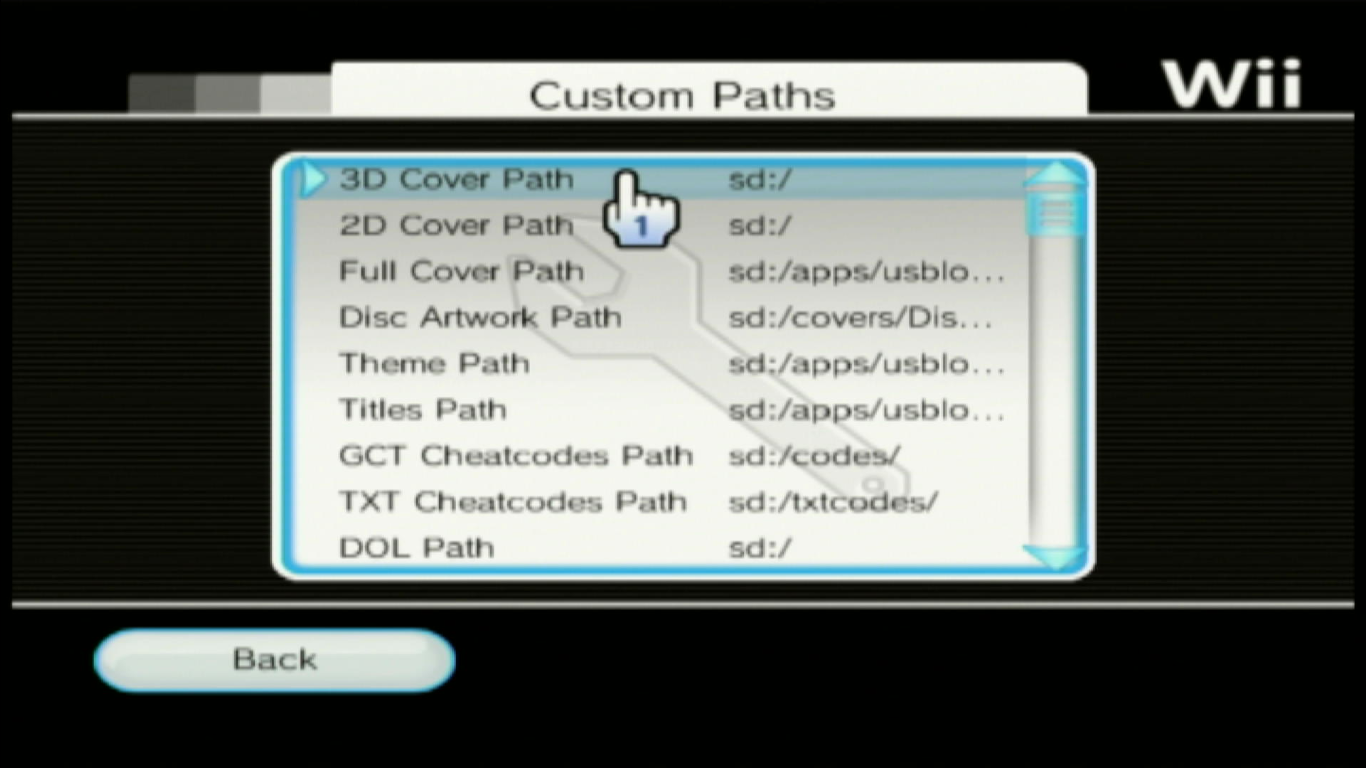 Custom Paths
Wii
3D Cover Path sd:/
2D Cover Path sd:/
1
Full Cover Path sd:/apps/usblo...
Disc Artwork Path sd:/covers/Dis...
Theme Path sd:/apps/usblo...
Titles Path sd:/apps/usblo...
GCT Cheatcodes Path sd:/codes/
TXT Cheatcodes Path sd:/txtcodes/
DOL Path sd:/
Back